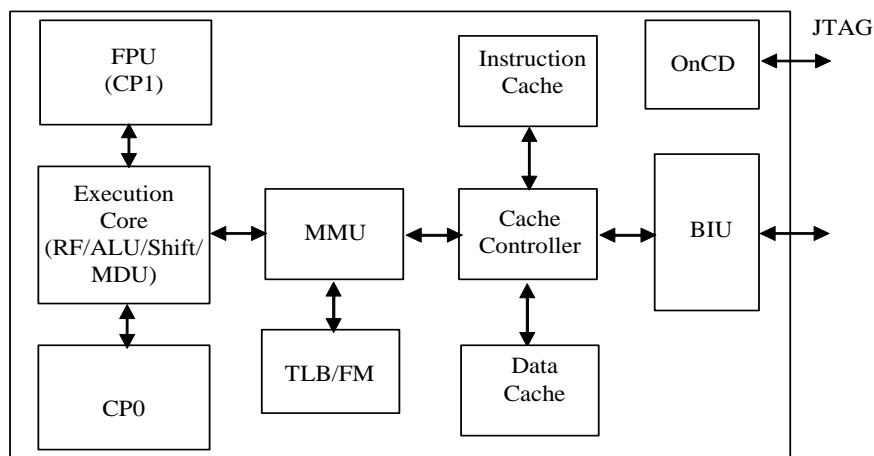 FPU
(CP1)
Instruction
Cache
OnCD
JTAG
Execution
Core
(RF/ALU/Shift/
MDU)
MMU
Cache
Controller
BIU
CP0
TLB/FM
Data
Cache